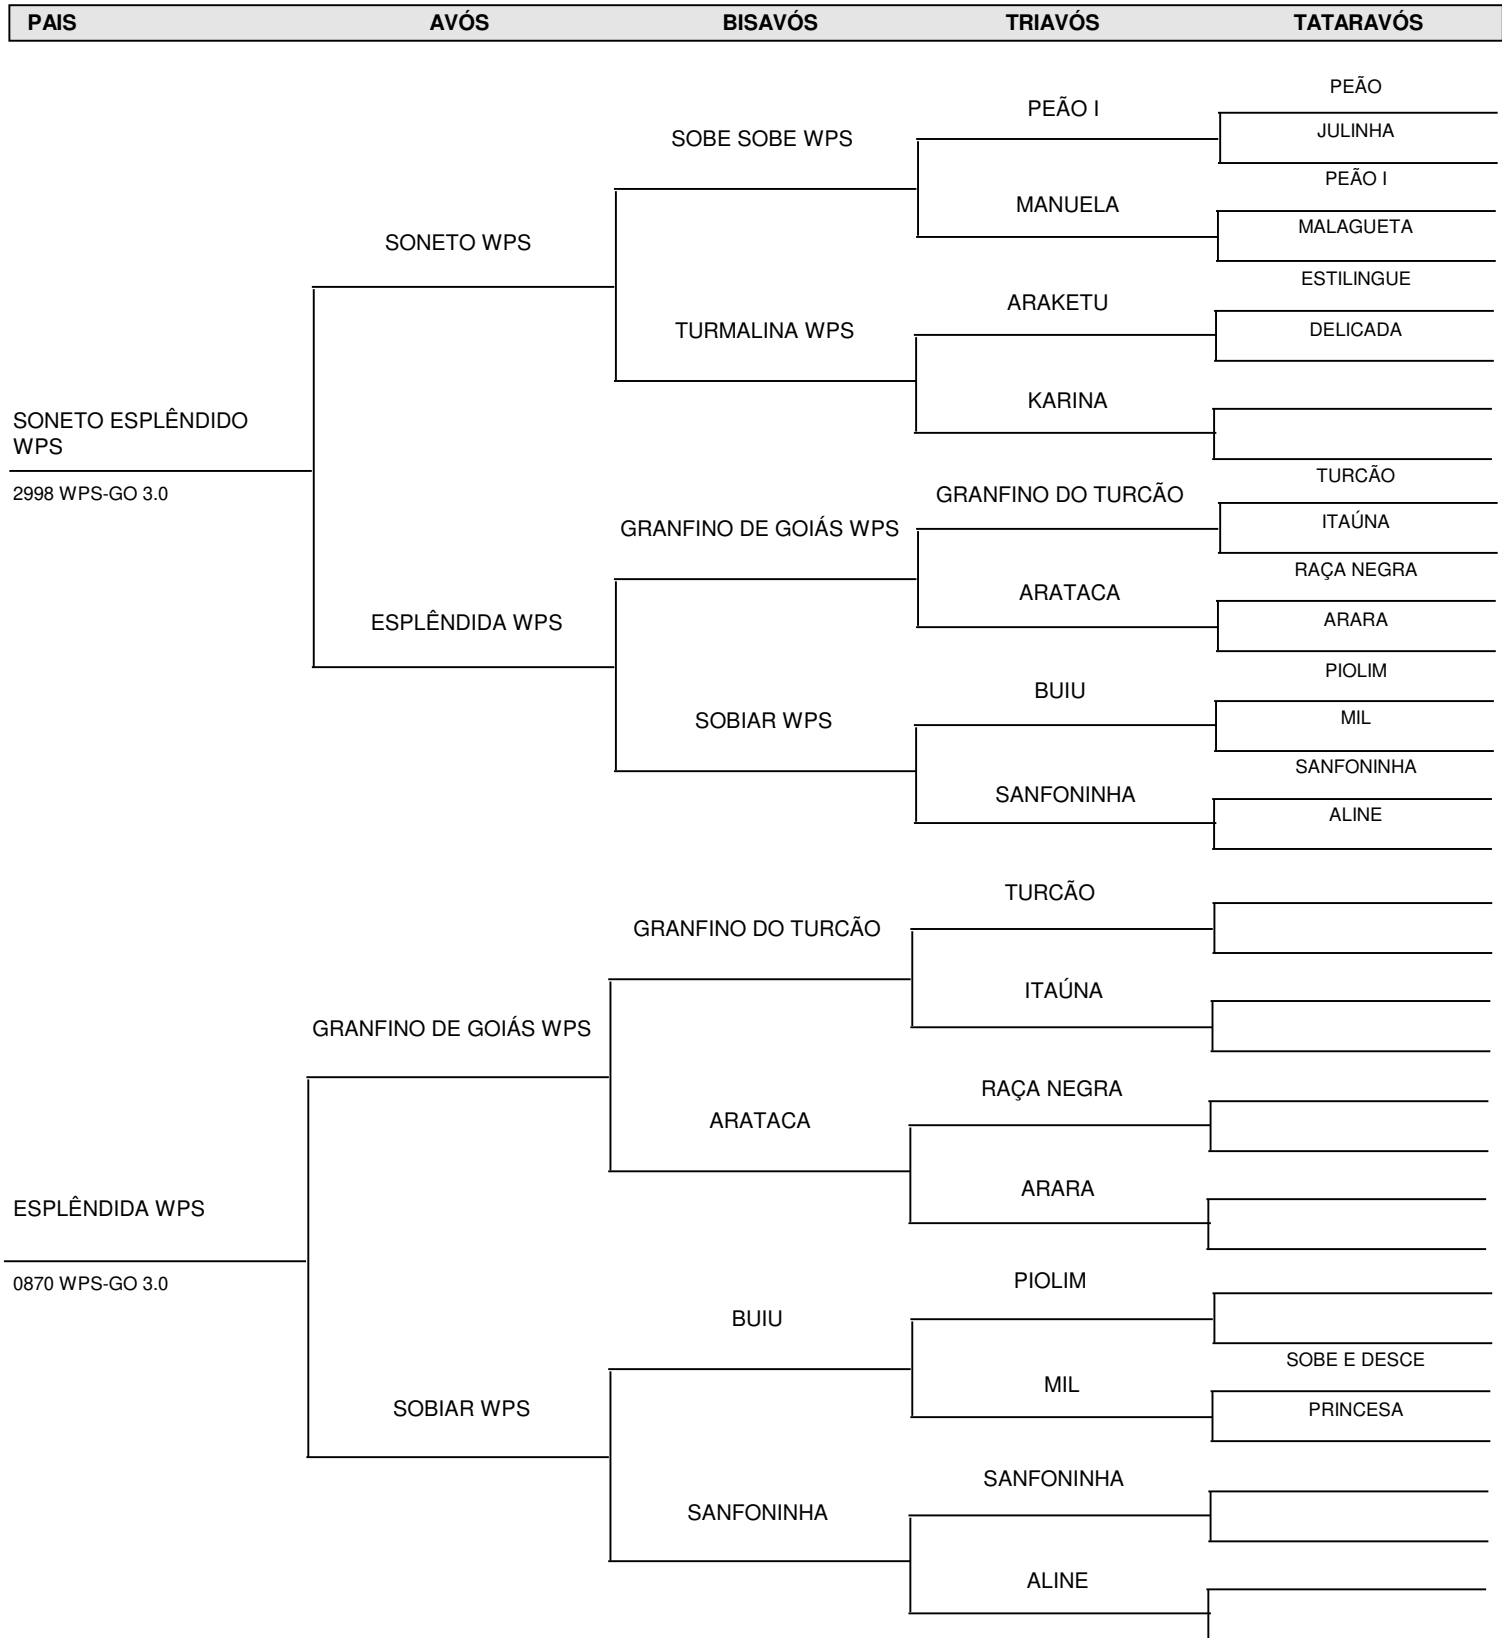 PAIS AVÓS BISAVÓS TRIAVÓS TATARAVÓS
PEÃO
PEÃO I
JULINHA
SOBE SOBE WPS
PEÃO I
MANUELA
MALAGUETA
SONETO WPS
ESTILINGUE
ARAKETU
DELICADA
TURMALINA WPS
KARINA
SONETO ESPLÊNDIDO
WPS
2998 WPS-GO 3.0
TURCÃO
GRANFINO DO TURCÃO
ITAÚNA
GRANFINO DE GOIÁS WPS
RAÇA NEGRA
ARATACA
ARARA
ESPLÊNDIDA WPS
PIOLIM
BUIU
MIL
SOBIAR WPS
SANFONINHA
SANFONINHA
ALINE
TURCÃO
GRANFINO DO TURCÃO
ITAÚNA
GRANFINO DE GOIÁS WPS
RAÇA NEGRA
ARATACA
ARARA
ESPLÊNDIDA WPS
0870 WPS-GO 3.0
PIOLIM
BUIU
SOBE E DESCE
MIL
PRINCESA
SOBIAR WPS
SANFONINHA
SANFONINHA
ALINE